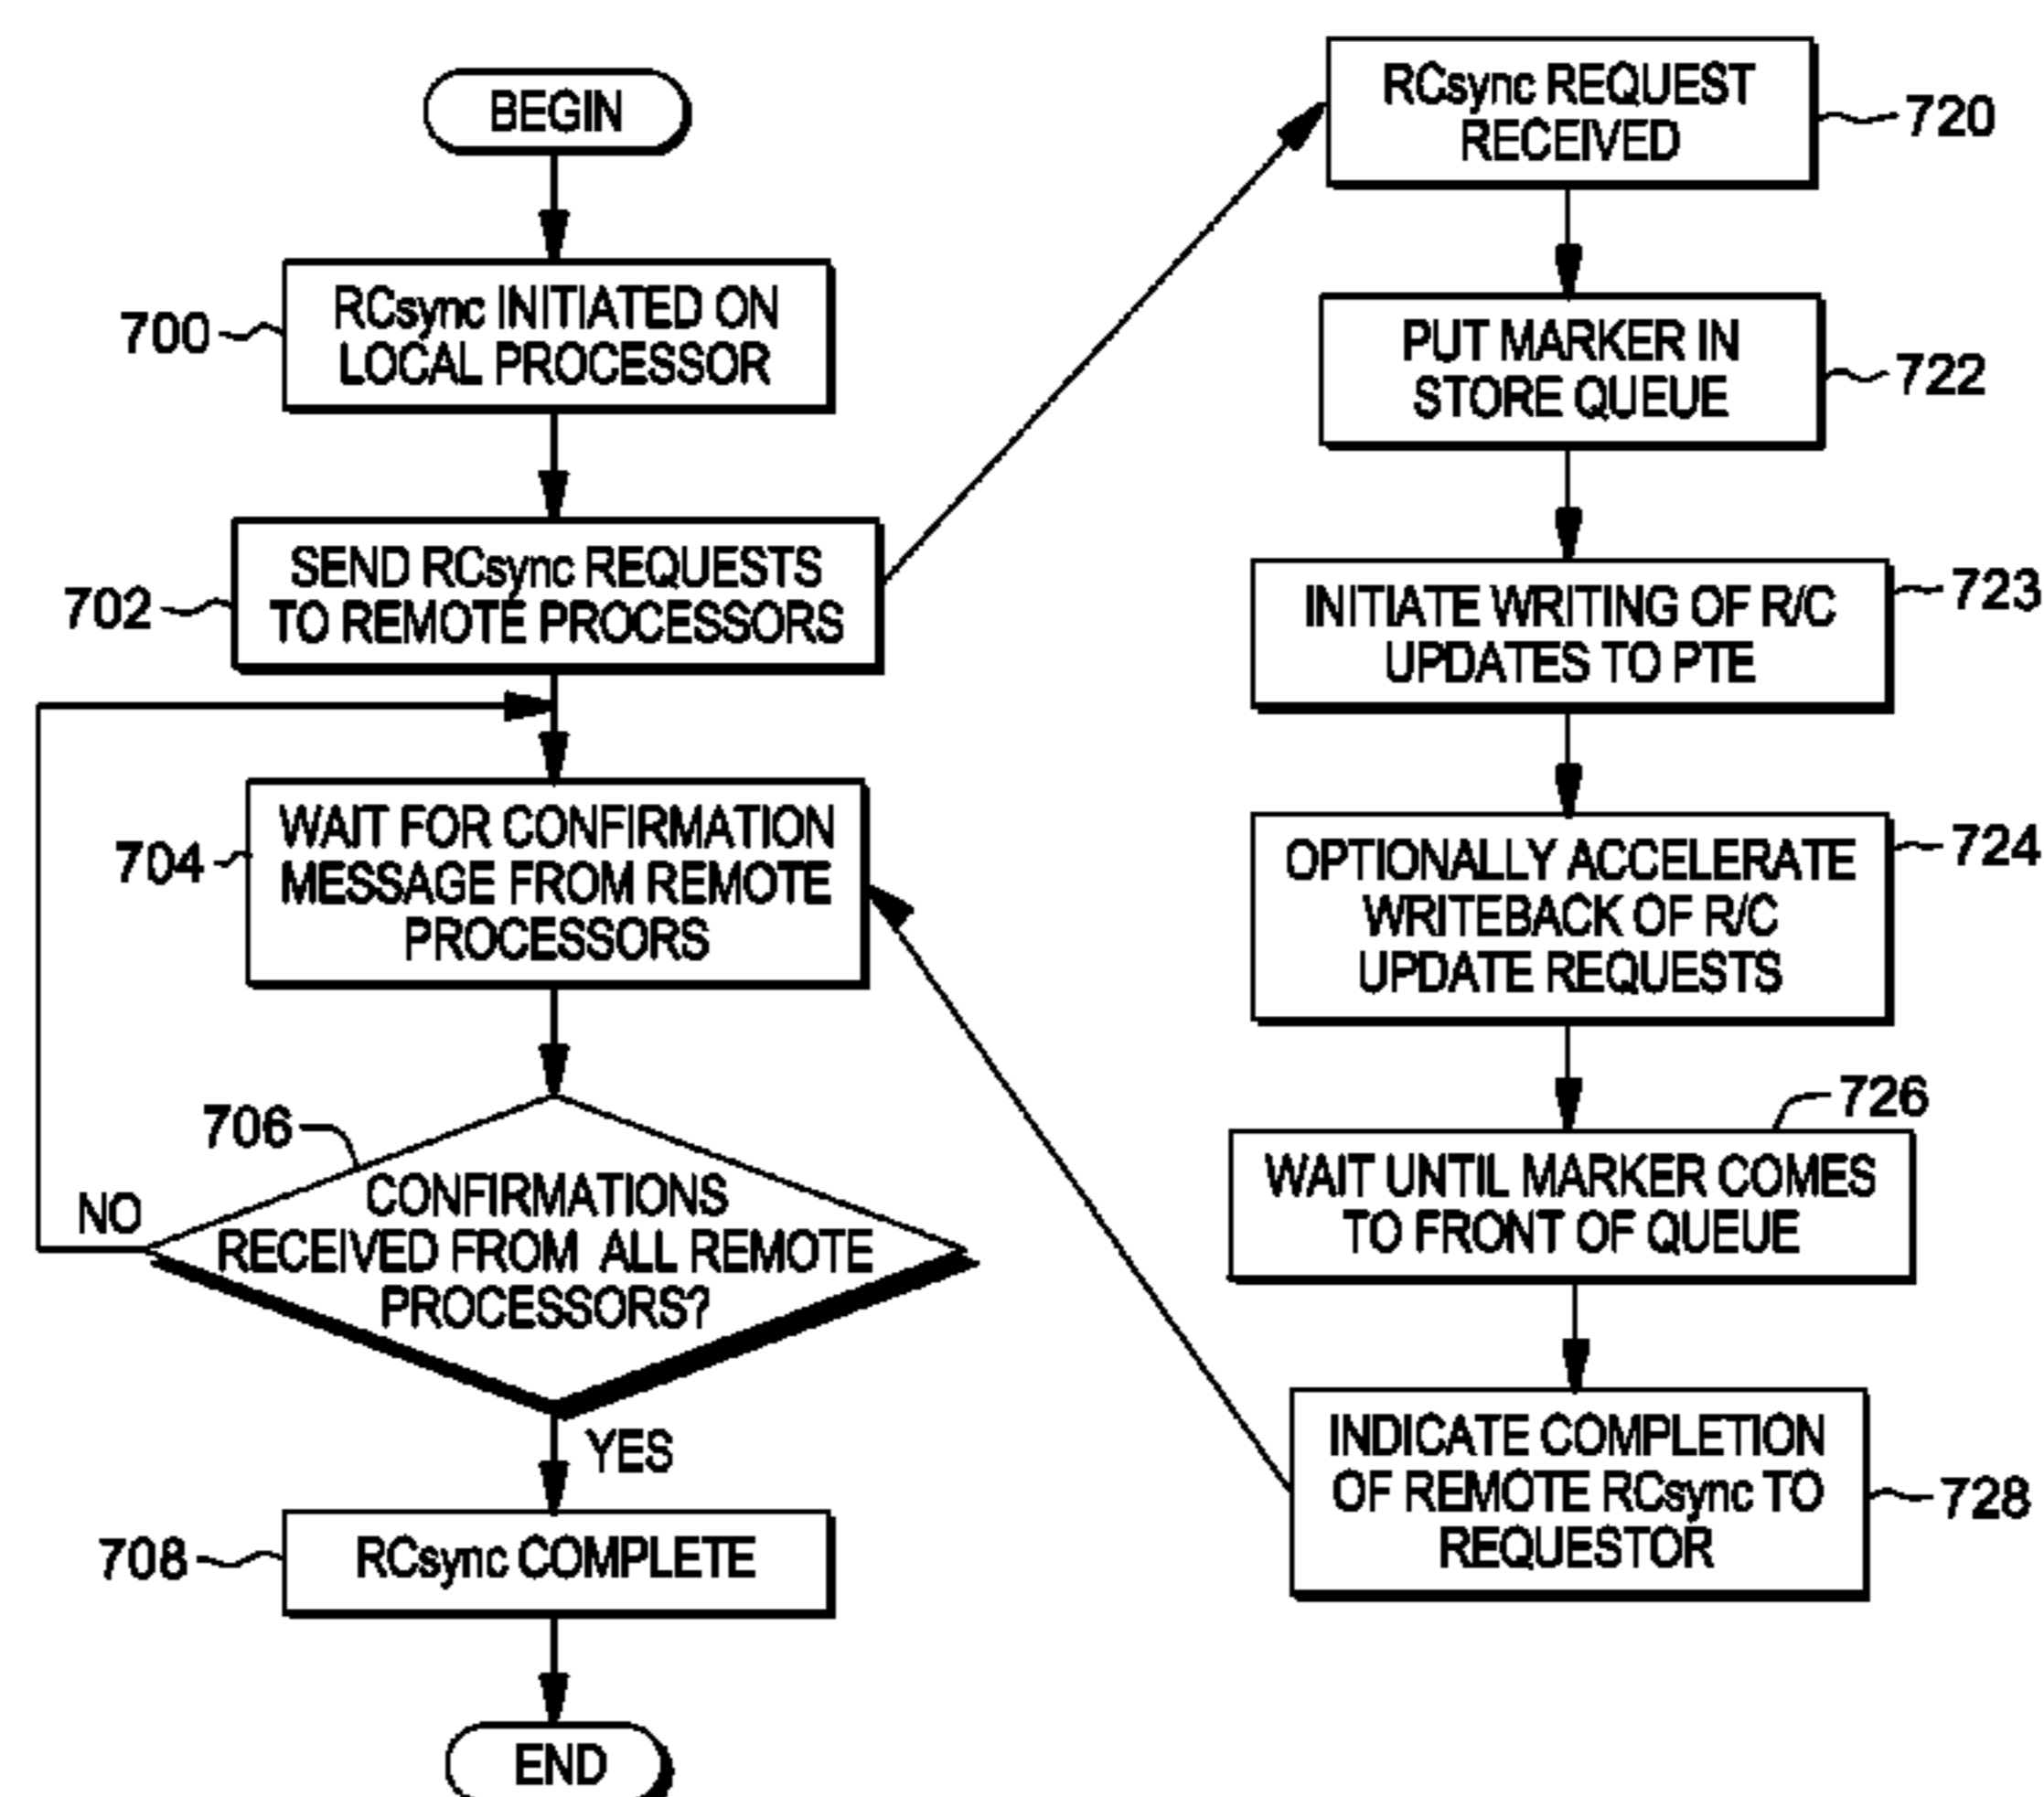 BEGIN
700
RCsync INITIATED ON
LOCAL PROCESSOR
702
SEND RCsync REQUESTS
TO REMOTE PROCESSORS
704
WAIT FOR CONFIRMATION
MESSAGE FROM REMOTE
PROCESSORS
706
CONFIRMATIONS
RECEIVED FROM ALL REMOTE
PROCESSORS?
NO
YES
708
RCsync COMPLETE
END
RCsync REQUEST
RECEIVED
720
PUT MARKER IN
STORE QUEUE
722
INITIATE WRITING OF R/C
UPDATES TO PTE
723
OPTIONALLY ACCELERATE
WRITEBACK OF R/C
UPDATE REQUESTS
724
726
WAIT UNTIL MARKER COMES
TO FRONT OF QUEUE
INDICATE COMPLETION
OF REMOTE RCsync TO
REQUESTOR
728